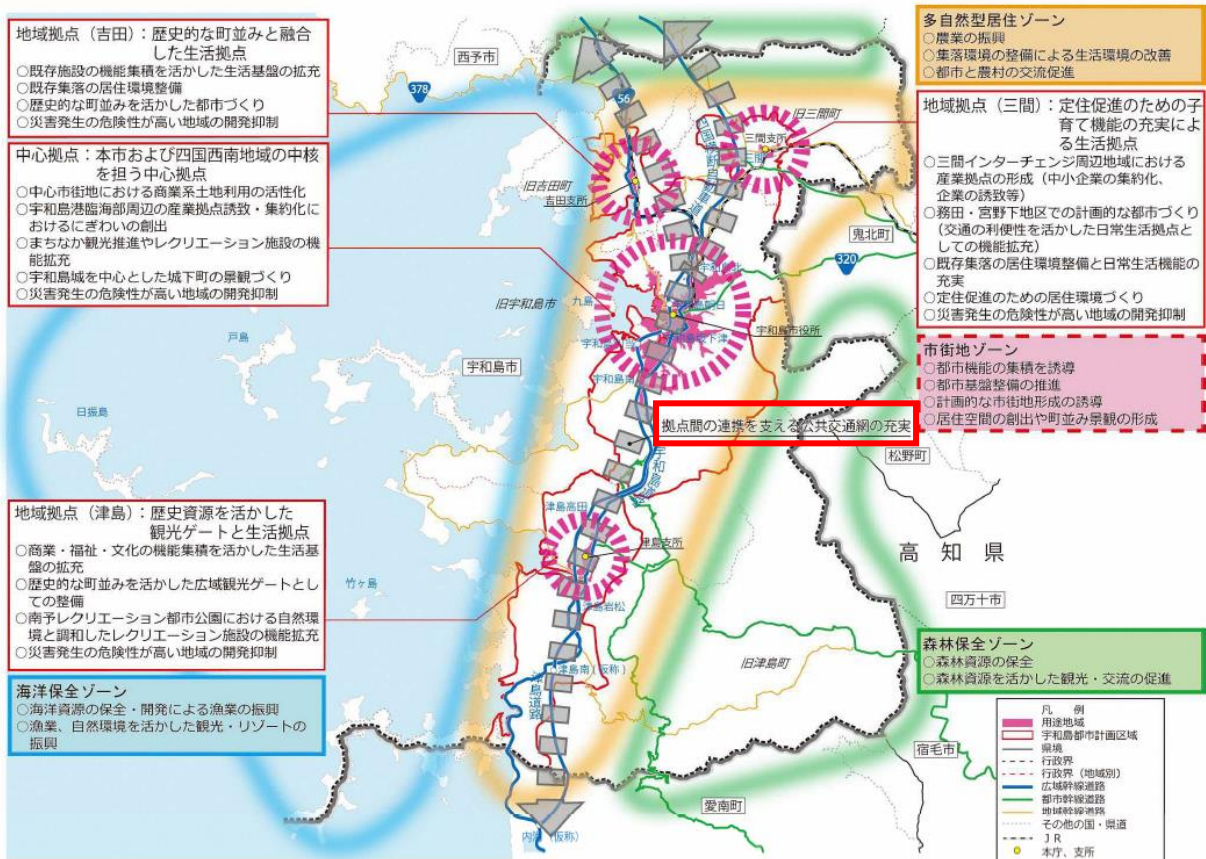 地域拠点（吉田）：歴史的な町並みと融合
した生活拠点
○既存施設の機能集積を活かした生活基盤の拡充
○既存集落の居住環境整備
○歴史的な町並みを活かした都市づくり
○災害発生の危険性が高い地域の開発抑制
中心拠点：本市および四国西南地域の中核
を担う中心拠点
○中心市街地における商業系土地利用の活性化
○宇和島港臨海部周辺の産業拠点誘致・集約化に
おけるにぎわいの創出
○まちなか観光推進やレクリエーション施設の機
能拡充
○宇和島城を中心とした城下町の景観づくり
○災害発生の危険性が高い地域の開発抑制
地域拠点（津島）：歴史資源を活かした
観光ゲートと生活拠点
○商業・福祉・文化の機能集積を活かした生活基
盤の拡充
○歴史的な町並みを活かした広域観光ゲートとし
ての整備
○南予レクリエーション都市公園における自然環
境と調和したレクリエーション施設の機能拡充
○災害発生の危険性が高い地域の開発抑制
海洋保全ゾーン
○海洋資源の保全・開発による漁業の振興
○漁業、自然環境を活かした観光・リゾートの
振興
西予市
378
56
旧三間町
三間支所
三間
旧吉田町
吉田支所
四国横断自動車道
鬼北町
320
宇和島北
旧宇和島市
九島
宇和島朝日
宇和島市役所
戸島
宇和島市
宇和島南
日振島
拠点間の連携を支える公共交通網の充実
宇和島道路
松野町
津島高田
津島支所
高知県
竹ヶ島
四万十市
津島岩松
旧津島町
津島南（仮称）
津島道路
宿毛市
愛南町
内海（仮称）
多自然型居住ゾーン
○農業の振興
○集落環境の整備による生活環境の改善
○都市と農村の交流促進
地域拠点（三間）：定住促進のための子
育て機能の充実によ
る生活拠点
○三間インターチェンジ周辺地域における
産業拠点の形成（中小企業の集約化、
企業の誘致等）
○務田・宮野下地区での計画的な都市づくり
（交通の利便性を活かした日常生活拠点と
しての機能拡充）
○既存集落の居住環境整備と日常生活機能の
充実
○定住促進のための居住環境づくり
○災害発生の危険性が高い地域の開発抑制
市街地ゾーン
○都市機能の集積を誘導
○都市基盤整備の推進
○計画的な市街地形成の誘導
○居住空間の創出や町並み景観の形成
森林保全ゾーン
○森林資源の保全
○森林資源を活かした観光・交流の促進
凡 例
用途地域
宇和島都市計画区域
県境
行政界
行政界（地域別）
広域幹線道路
都市幹線道路
地域幹線道路
その他の国・県道
ＪＲ
本庁、支所